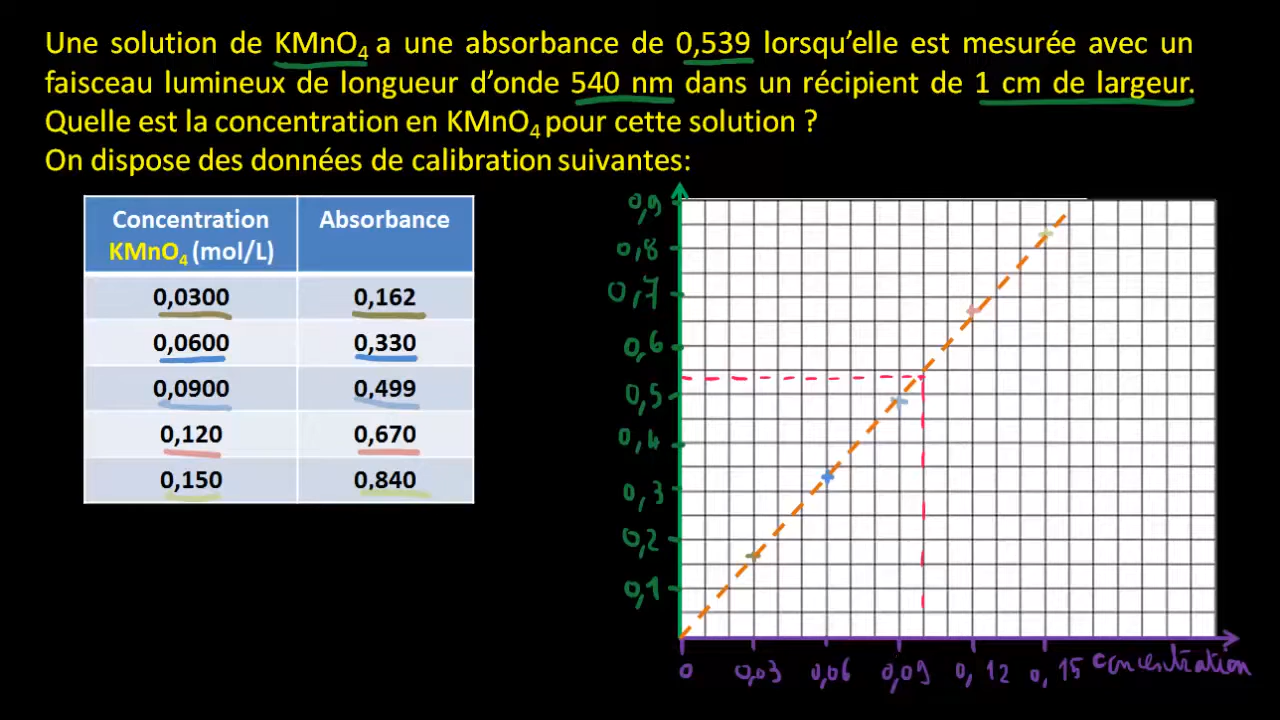 Une solution de KMnO₄ a une absorbance de 0,539 lorsqu'elle est mesurée avec un
faisceau lumineux de longueur d'onde 540 nm dans un récipient de 1 cm de largeur.
Quelle est la concentration en KMnO₄ pour cette solution ?
On dispose des données de calibration suivantes:
Concentration KMnO₄ (mol/L) Absorbance
0,0300 0,162
0,0600 0,330
0,0900 0,499
0,120 0,670
0,150 0,840
0,9
0,8
0,7
0,6
0,5
0,4
0,3
0,2
0,1
0 0,03 0,06 0,09 0,12 0,15 concentration